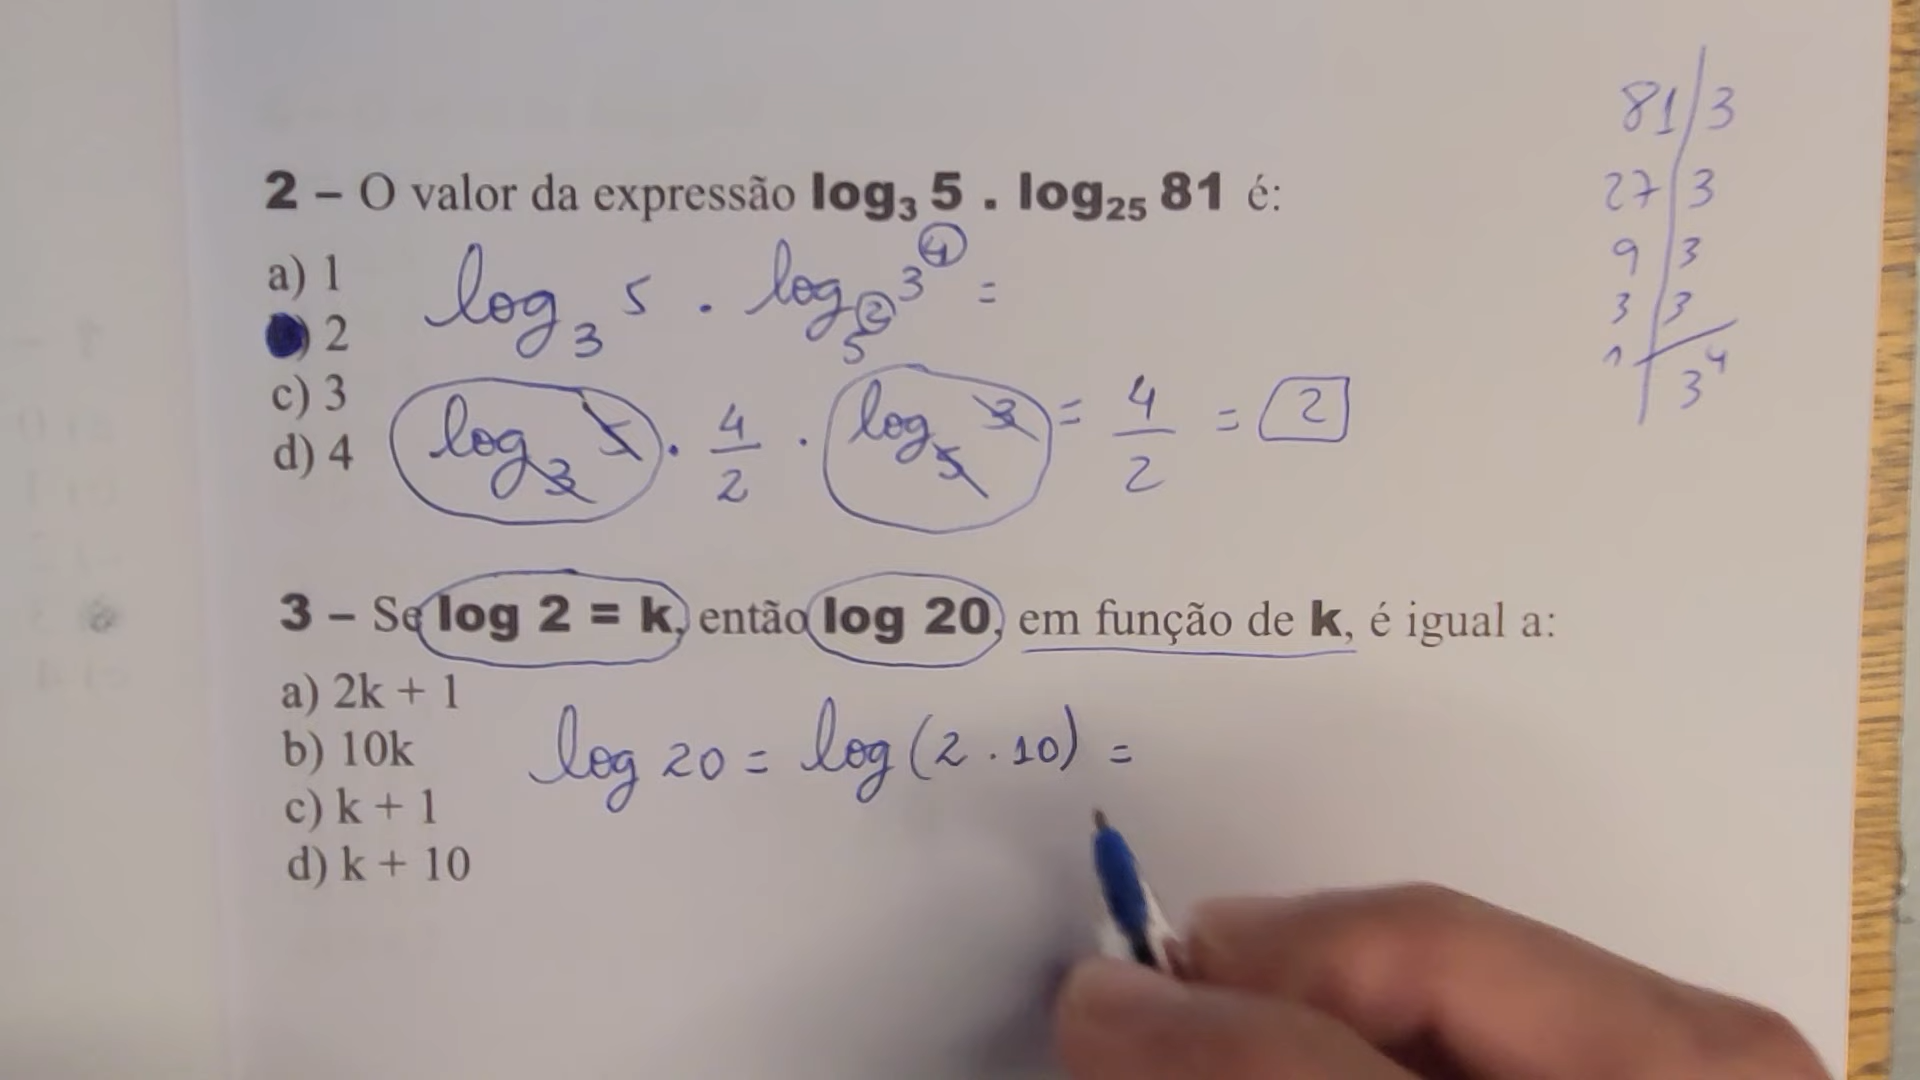 2 – O valor da expressão log₃ 5 . log₂₅ 81 é:
a) 1
) 2
c) 3
d) 4
log₃ 5 . log₅² 3⁴ =
log₃ 5 . 4/2 . log₅ 3 = 4/2 = 2
81 | 3
27 | 3
9 | 3
3 | 3
1
3⁴
3 – Se log 2 = k, então log 20, em função de k, é igual a:
a) 2k + 1
b) 10k
c) k + 1
d) k + 10
log 20 = log (2 . 10) =